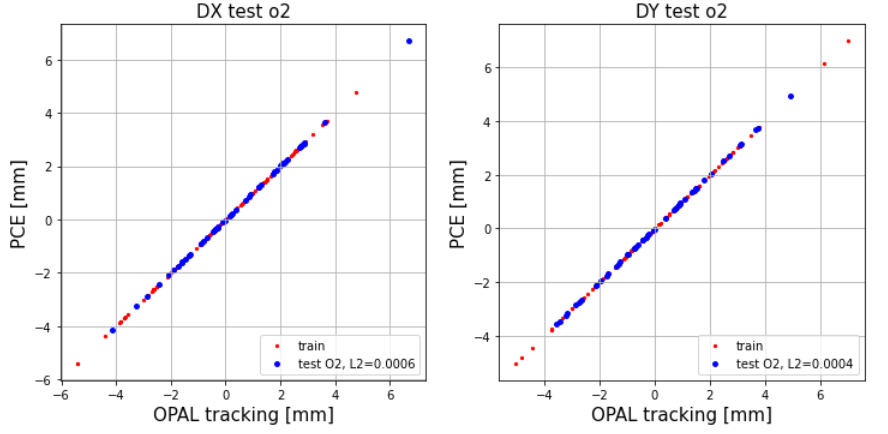 DX test o2
PCE [mm]
6
4
2
0
−2
−4
−6
train
test O2, L2=0.0006
−6 −4 −2 0 2 4 6
OPAL tracking [mm]
DY test o2
PCE [mm]
6
4
2
0
−2
−4
train
test O2, L2=0.0004
−4 −2 0 2 4 6
OPAL tracking [mm]